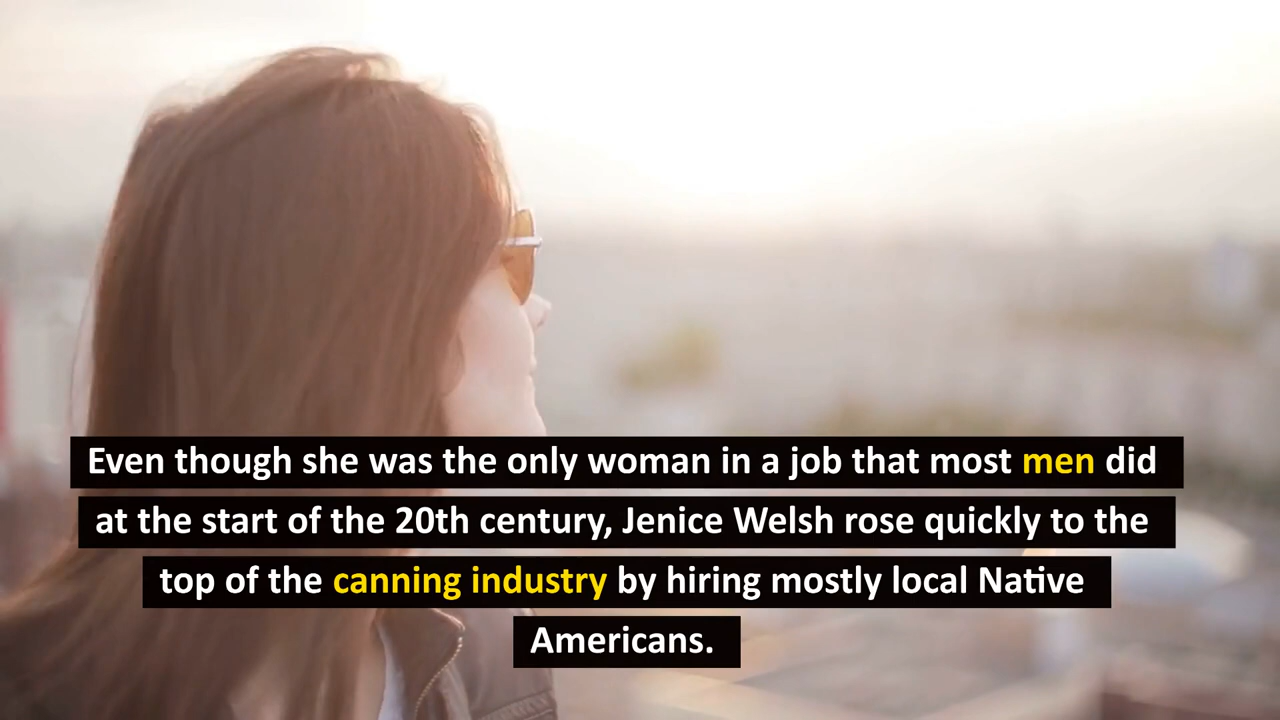 Even though she was the only woman in a job that most men did
at the start of the 20th century, Jenice Welsh rose quickly to the
top of the canning industry by hiring mostly local Native
Americans.